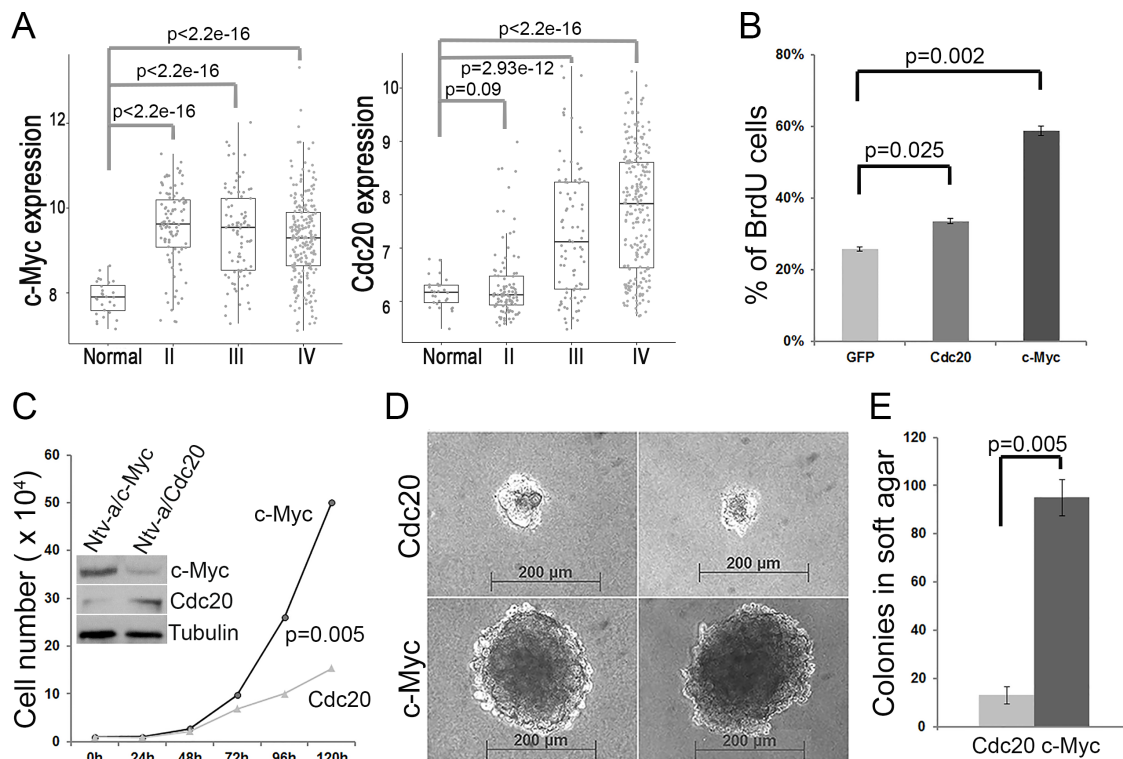 A
p<2.2e-16
p<2.2e-16
p<2.2e-16
c-Myc expression
12
10
8
Normal II III IV
p<2.2e-16
p=2.93e-12
p=0.09
Cdc20 expression
10
9
8
7
6
Normal II III IV
B
p=0.002
p=0.025
% of BrdU cells
80%
60%
40%
20%
0%
GFP Cdc20 c-Myc
C
Cell number ( x 10⁴)
60
50
40
30
20
10
0
Ntv-a/c-Myc
Ntv-a/Cdc20
c-Myc
Cdc20
Tubulin
c-Myc
p=0.005
Cdc20
0h 24h 48h 72h 96h 120h
D
Cdc20
200 µm
200 µm
c-Myc
200 µm
200 µm
E
p=0.005
Colonies in soft agar
120
100
80
60
40
20
0
Cdc20 c-Myc